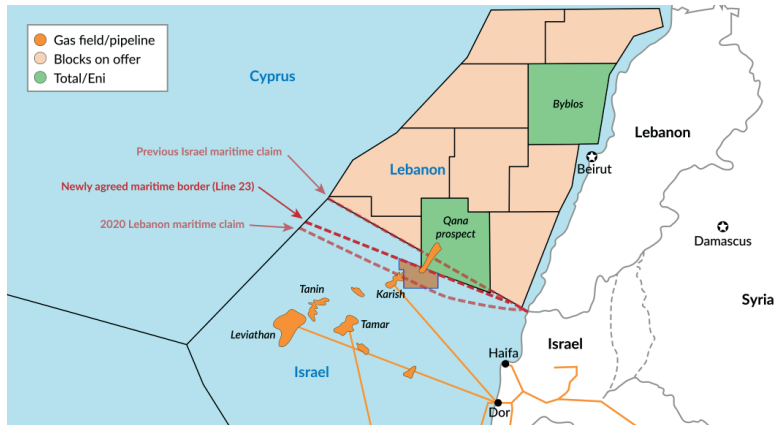 Gas field/pipeline
Blocks on offer
Total/Eni
Cyprus
Byblos
Lebanon
Previous Israel maritime claim
Beirut
Lebanon
Newly agreed maritime border (Line 23)
2020 Lebanon maritime claim
Qana
prospect
Damascus
Tanin
Karish
Syria
Leviathan
Tamar
Haifa
Israel
Israel
Dor